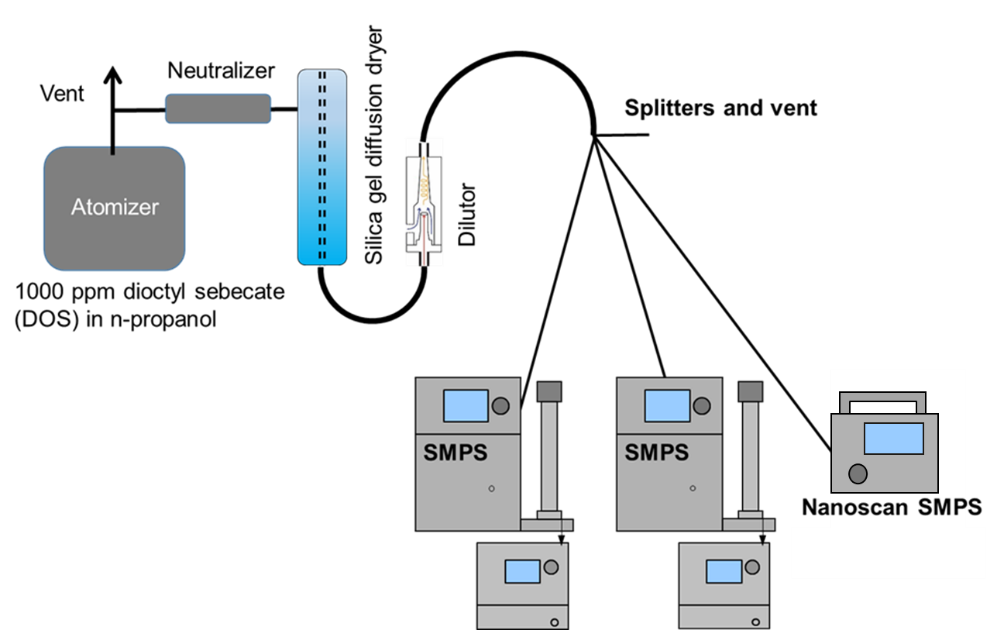 Vent
Neutralizer
Silica gel diffusion dryer
Splitters and vent
Atomizer
Dilutor
1000 ppm dioctyl sebecate
(DOS) in n-propanol
SMPS
SMPS
Nanoscan SMPS